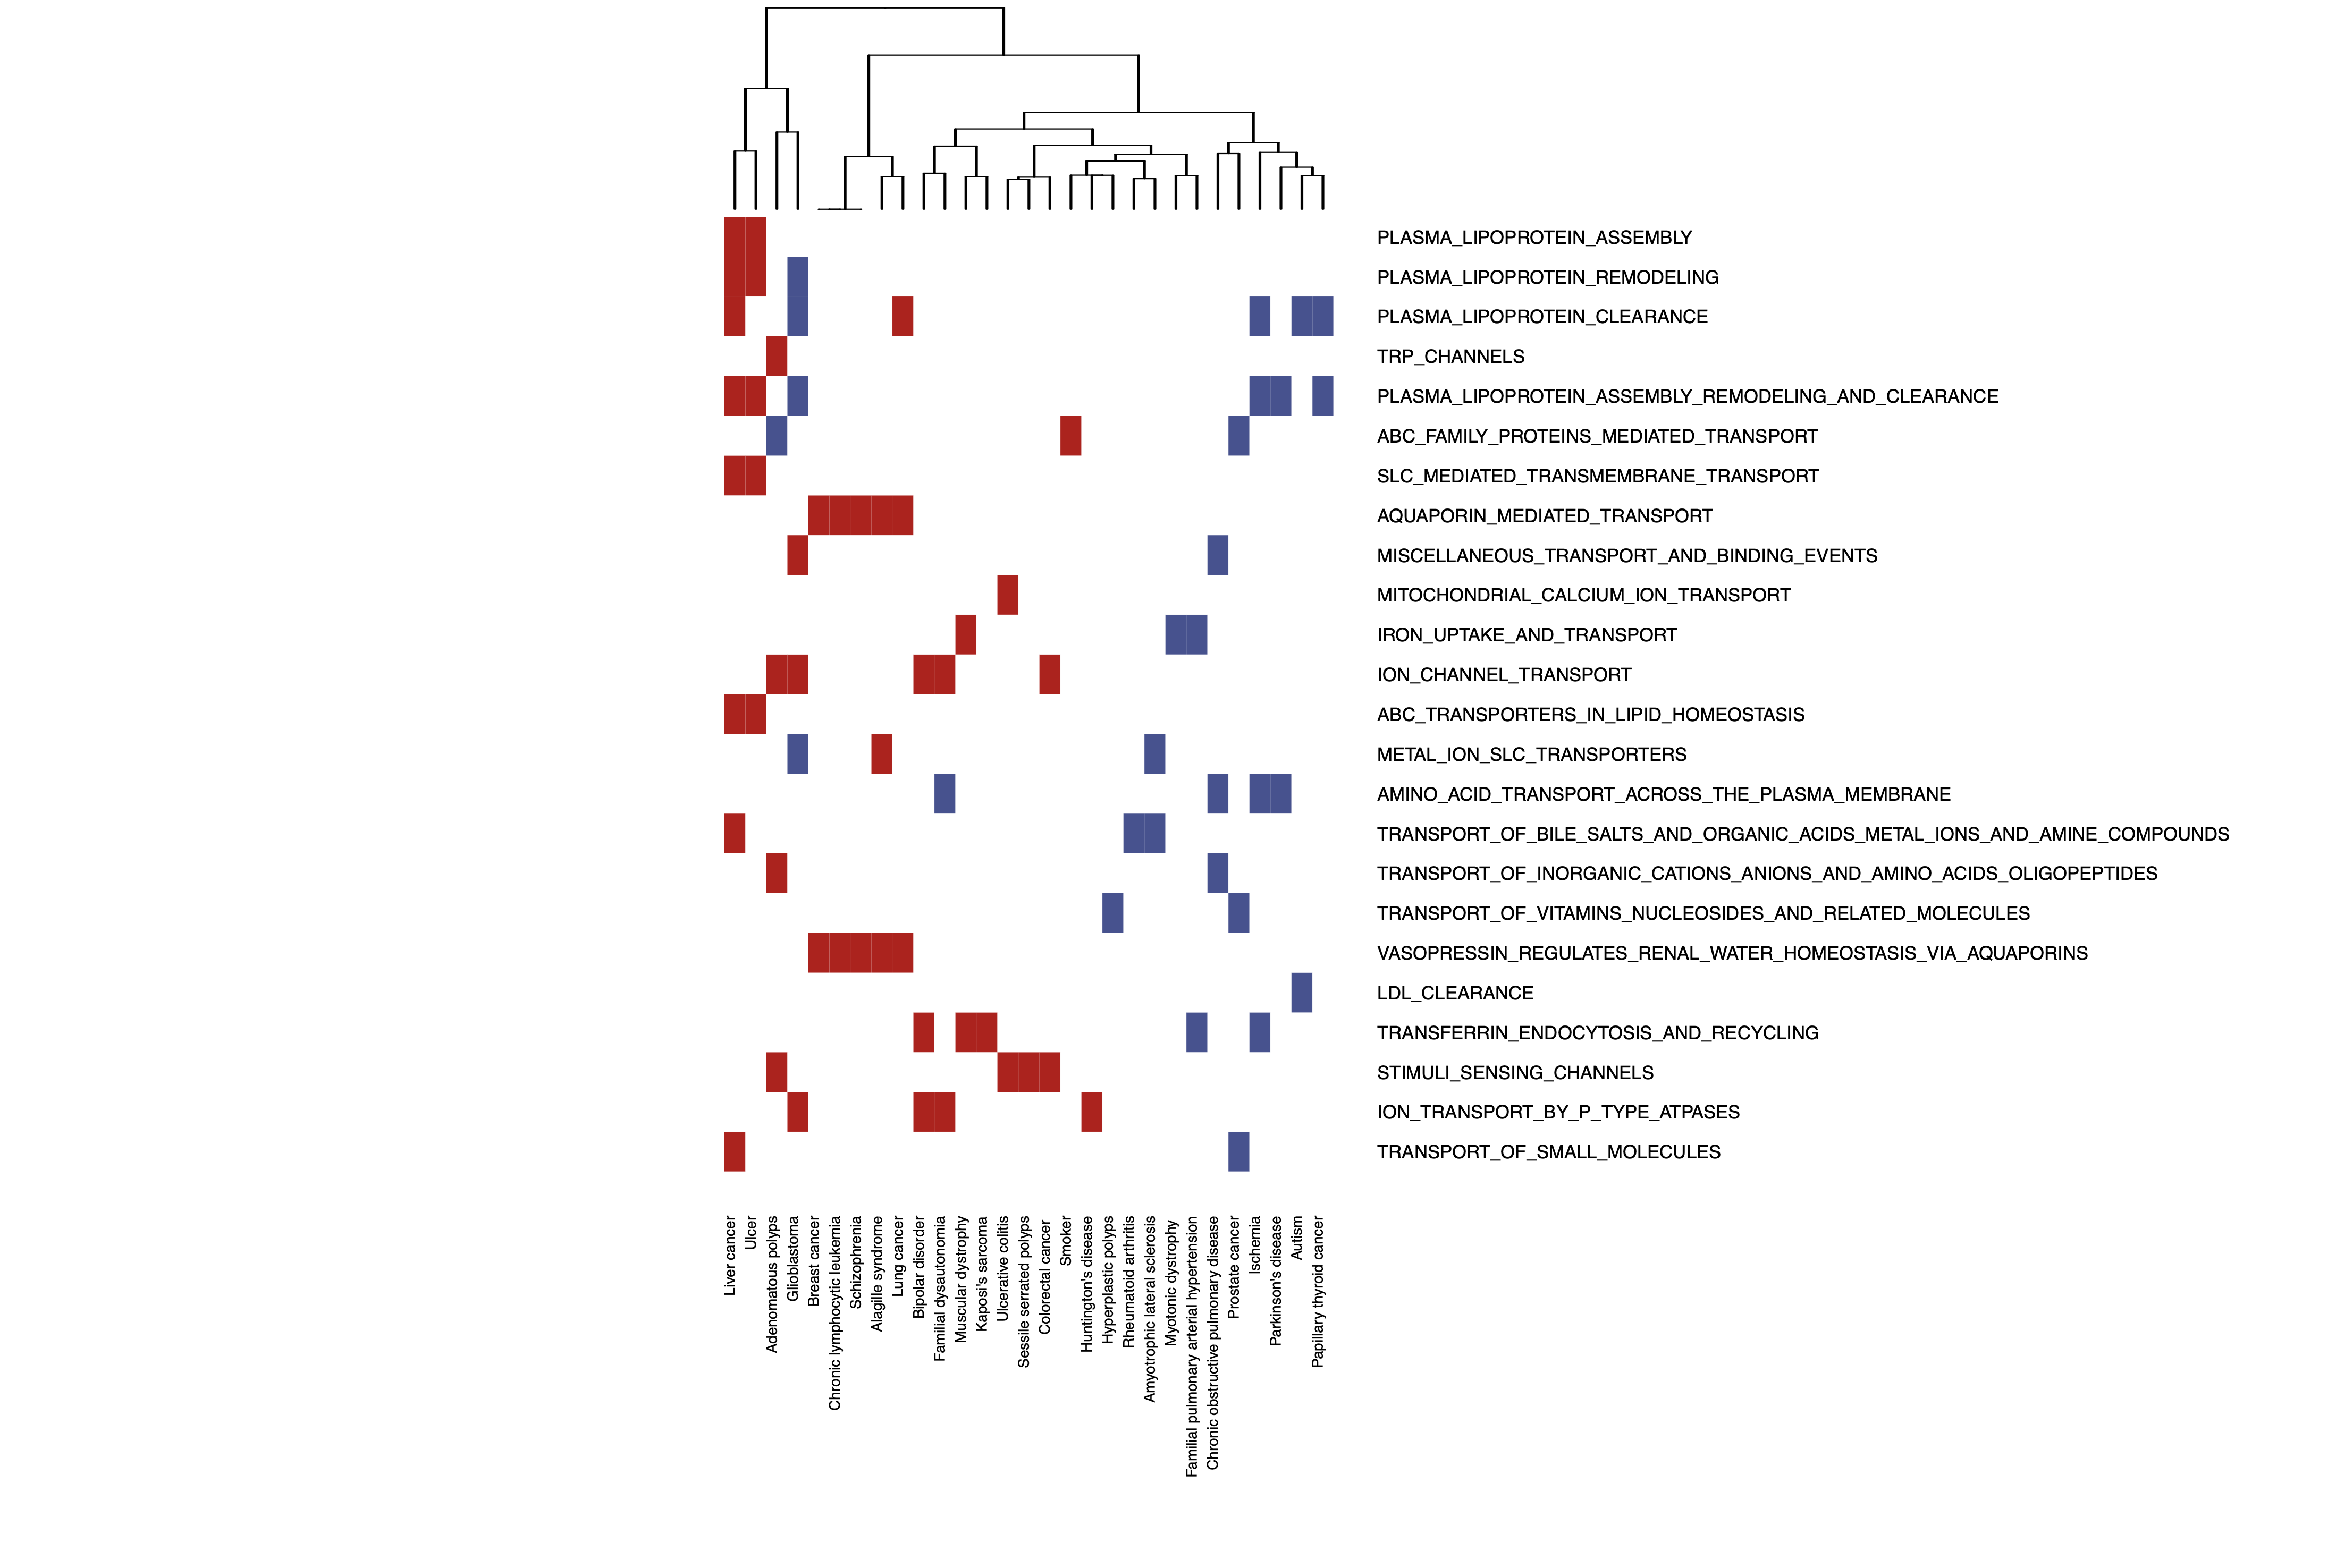 PLASMA_LIPOPROTEIN_ASSEMBLY
PLASMA_LIPOPROTEIN_REMODELING
PLASMA_LIPOPROTEIN_CLEARANCE
TRP_CHANNELS
PLASMA_LIPOPROTEIN_ASSEMBLY_REMODELING_AND_CLEARANCE
ABC_FAMILY_PROTEINS_MEDIATED_TRANSPORT
SLC_MEDIATED_TRANSMEMBRANE_TRANSPORT
AQUAPORIN_MEDIATED_TRANSPORT
MISCELLANEOUS_TRANSPORT_AND_BINDING_EVENTS
MITOCHONDRIAL_CALCIUM_ION_TRANSPORT
IRON_UPTAKE_AND_TRANSPORT
ION_CHANNEL_TRANSPORT
ABC_TRANSPORTERS_IN_LIPID_HOMEOSTASIS
METAL_ION_SLC_TRANSPORTERS
AMINO_ACID_TRANSPORT_ACROSS_THE_PLASMA_MEMBRANE
TRANSPORT_OF_BILE_SALTS_AND_ORGANIC_ACIDS_METAL_IONS_AND_AMINE_COMPOUNDS
TRANSPORT_OF_INORGANIC_CATIONS_ANIONS_AND_AMINO_ACIDS_OLIGOPEPTIDES
TRANSPORT_OF_VITAMINS_NUCLEOSIDES_AND_RELATED_MOLECULES
VASOPRESSIN_REGULATES_RENAL_WATER_HOMEOSTASIS_VIA_AQUAPORINS
LDL_CLEARANCE
TRANSFERRIN_ENDOCYTOSIS_AND_RECYCLING
STIMULI_SENSING_CHANNELS
ION_TRANSPORT_BY_P_TYPE_ATPASES
TRANSPORT_OF_SMALL_MOLECULES
Liver cancer
Ulcer
Adenomatous polyps
Glioblastoma
Breast cancer
Chronic lymphocytic leukemia
Schizophrenia
Alagille syndrome
Lung cancer
Bipolar disorder
Familial dysautonomia
Muscular dystrophy
Kaposi's sarcoma
Ulcerative colitis
Sessile serrated polyps
Colorectal cancer
Smoker
Huntington's disease
Hyperplastic polyps
Rheumatoid arthritis
Amyotrophic lateral sclerosis
Myotonic dystrophy
Familial pulmonary arterial hypertension
Chronic obstructive pulmonary disease
Prostate cancer
Ischemia
Parkinson's disease
Autism
Papillary thyroid cancer